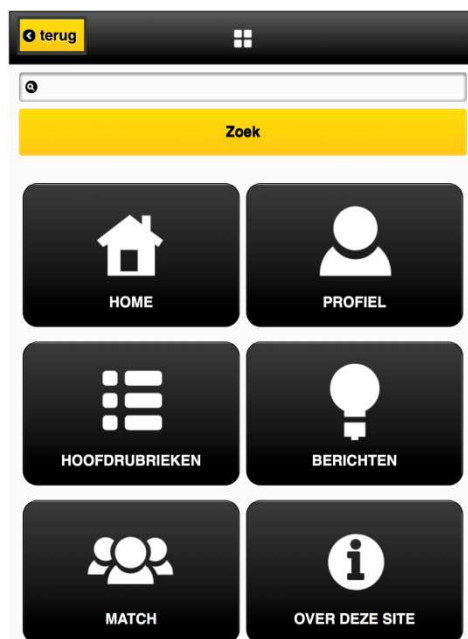 terug
Zoek
HOME
PROFIEL
HOOFDRUBRIEKEN
BERICHTEN
MATCH
OVER DEZE SITE